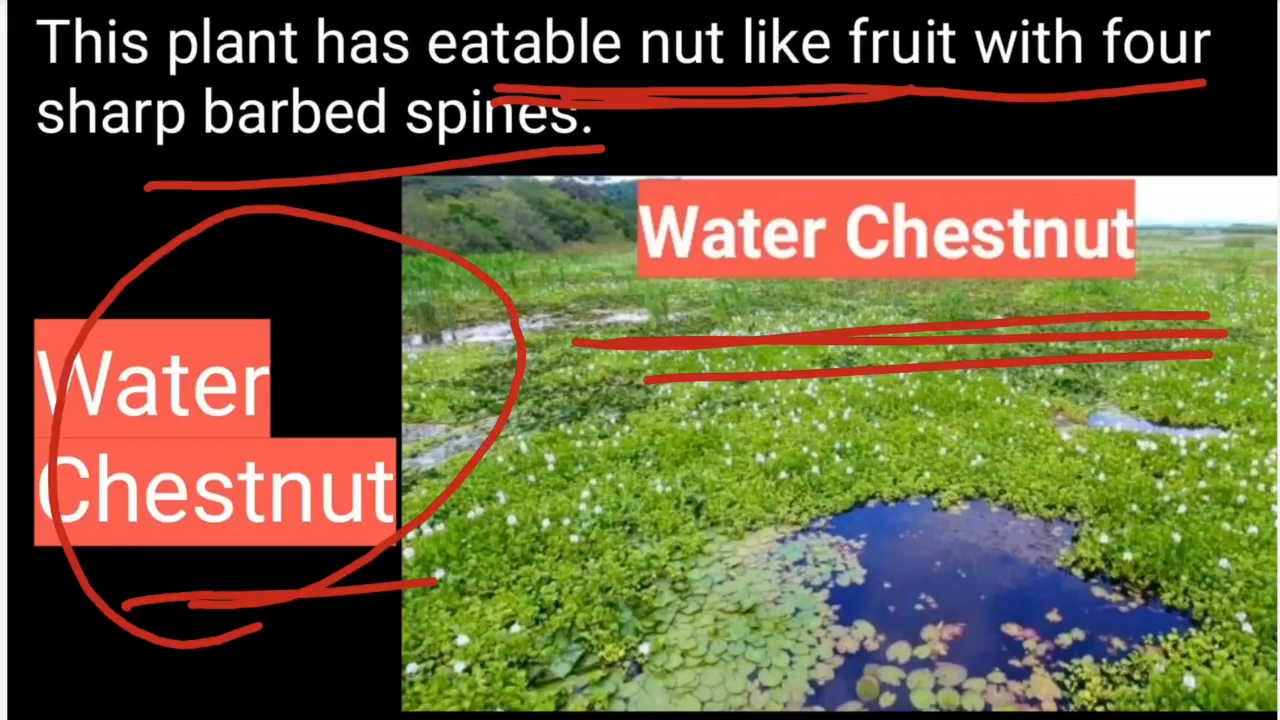 This plant has eatable nut like fruit with four
sharp barbed spines.
Water Chestnut
Water
Chestnut